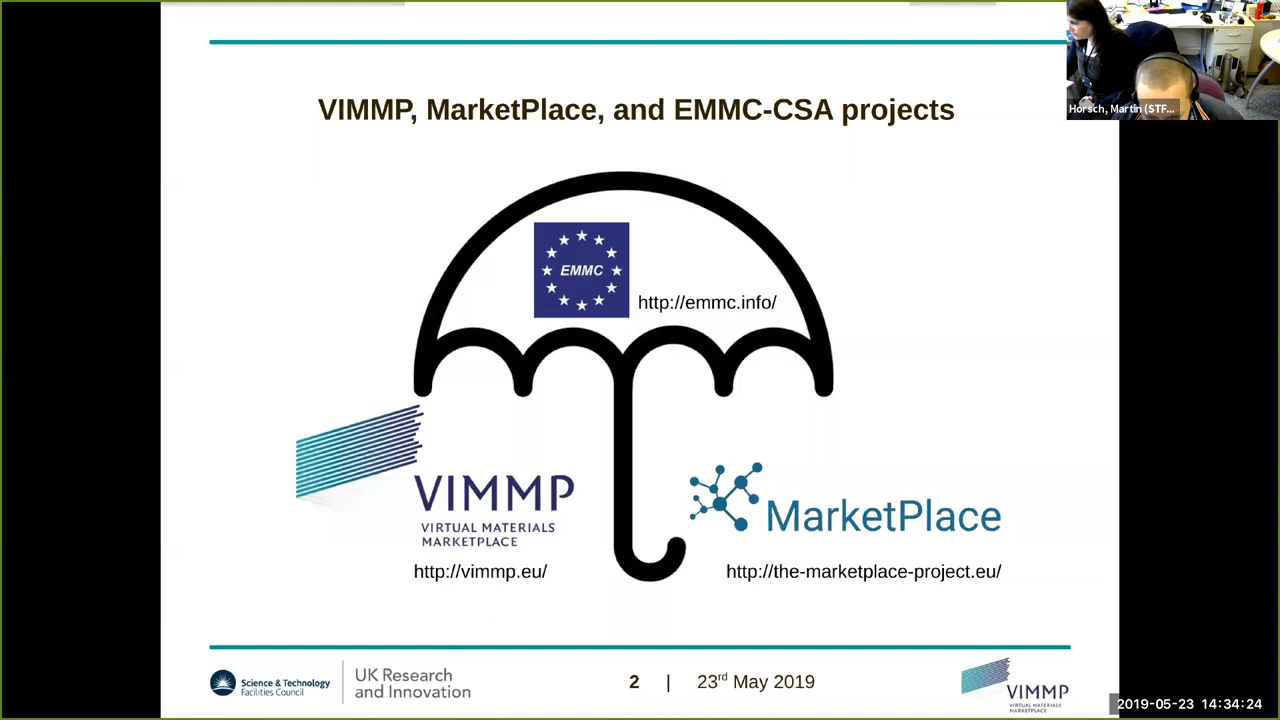 Horsch, Martin (STF...
VIMMP, MarketPlace, and EMMC-CSA projects
EMMC
http://emmc.info/
VIMMP
VIRTUAL MATERIALS
MARKETPLACE
http://vimmp.eu/
MarketPlace
http://the-marketplace-project.eu/
Science & Technology
Facilities Council
UK Research
and Innovation
2 | 23rd May 2019
VIMMP
VIRTUAL MATERIALS
MARKETPLACE
2019-05-23 14:34:24